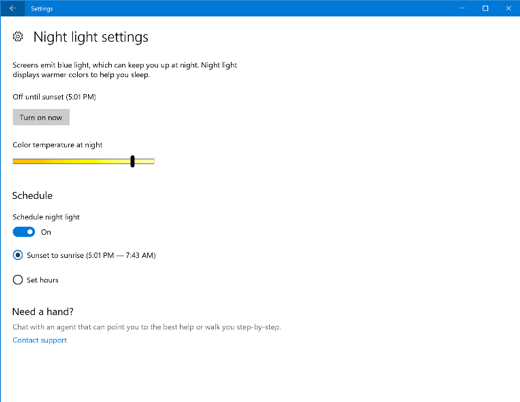 Settings
Night light settings
Screens emit blue light, which can keep you up at night. Night light
displays warmer colors to help you sleep.
Off until sunset (5:01 PM)
Turn on now
Color temperature at night
Schedule
Schedule night light
On
Sunset to sunrise (5:01 PM — 7:43 AM)
Set hours
Need a hand?
Chat with an agent that can point you to the best help or walk you step-by-step.
Contact support